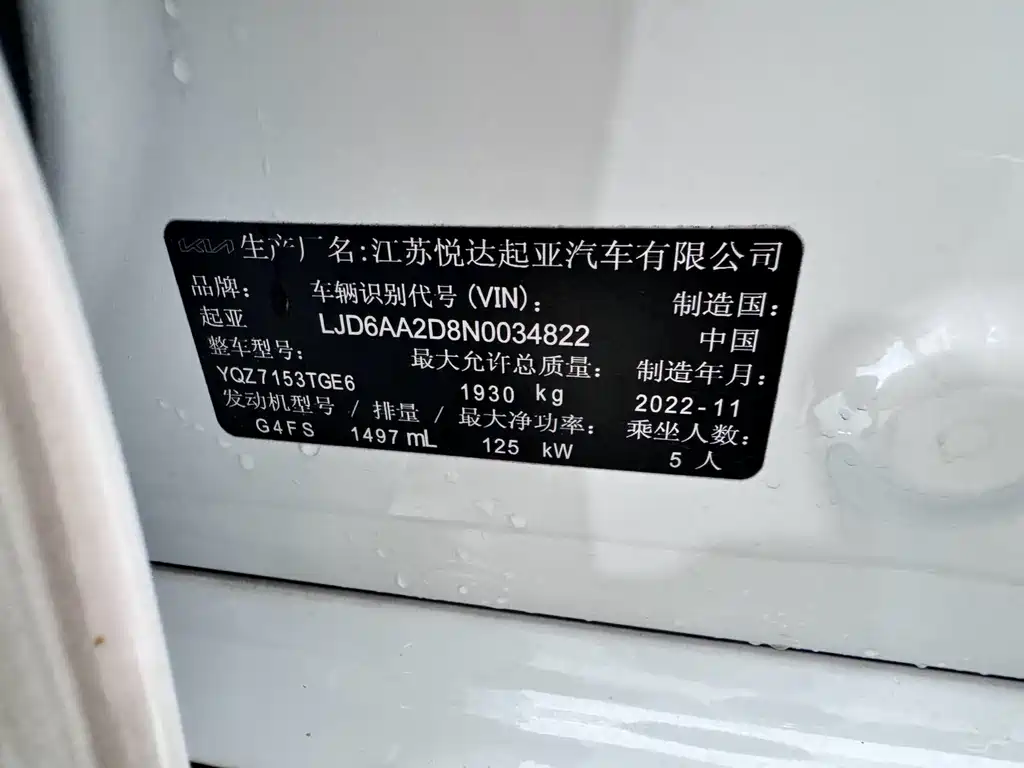 KIA 生产厂名:江苏悦达起亚汽车有限公司
品牌: 车辆识别代号(VIN): 制造国:
起亚 LJD6AA2D8N0034822 中国
整车型号: 最大允许总质量: 制造年月:
YQZ7153TGE6 1930 kg 2022-11
发动机型号 / 排量 / 最大净功率: 乘坐人数:
G4FS 1497 mL 125 kW 5 人